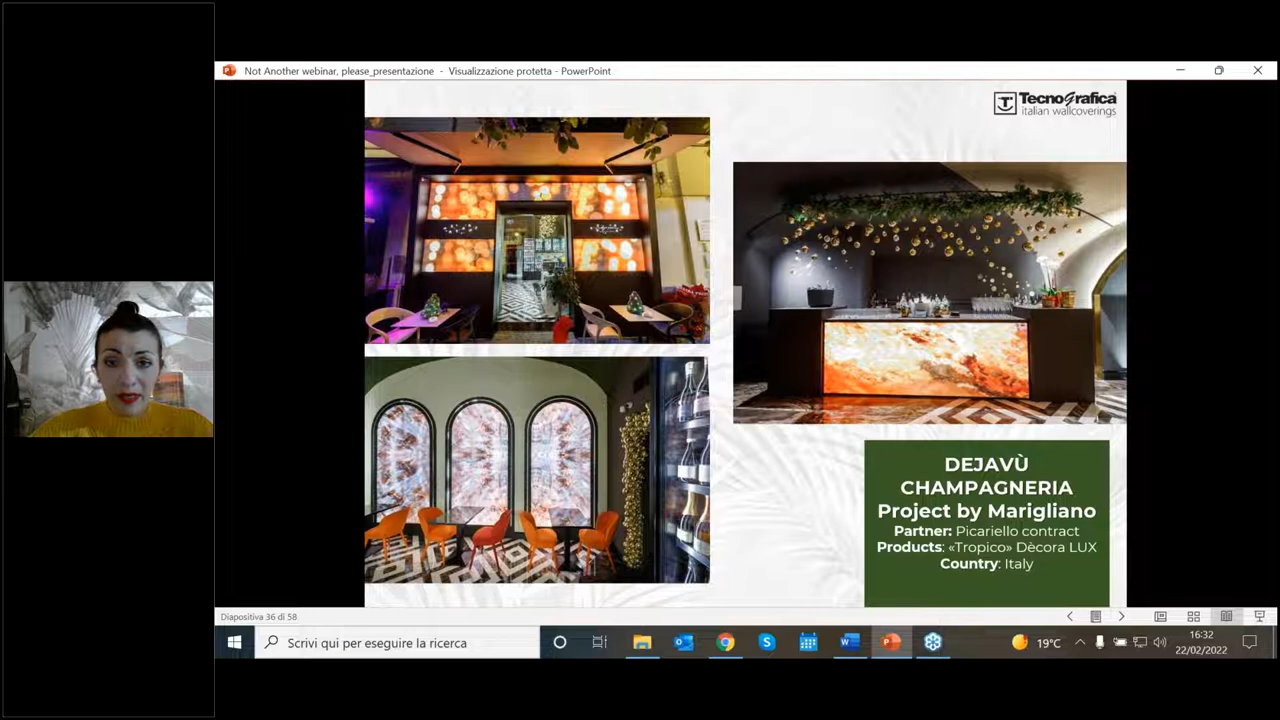 Not Another webinar, please_presentazione - Visualizzazione protetta - PowerPoint
TecnoGrafica
italian wallcoverings
DEJAVÙ
CHAMPAGNERIA
Project by Marigliano
Partner: Picariello contract
Products: «Tropico» Dècora LUX
Country: Italy
Diapositiva 36 di 58
Scrivi qui per eseguire la ricerca
19°C
16:32
22/02/2022